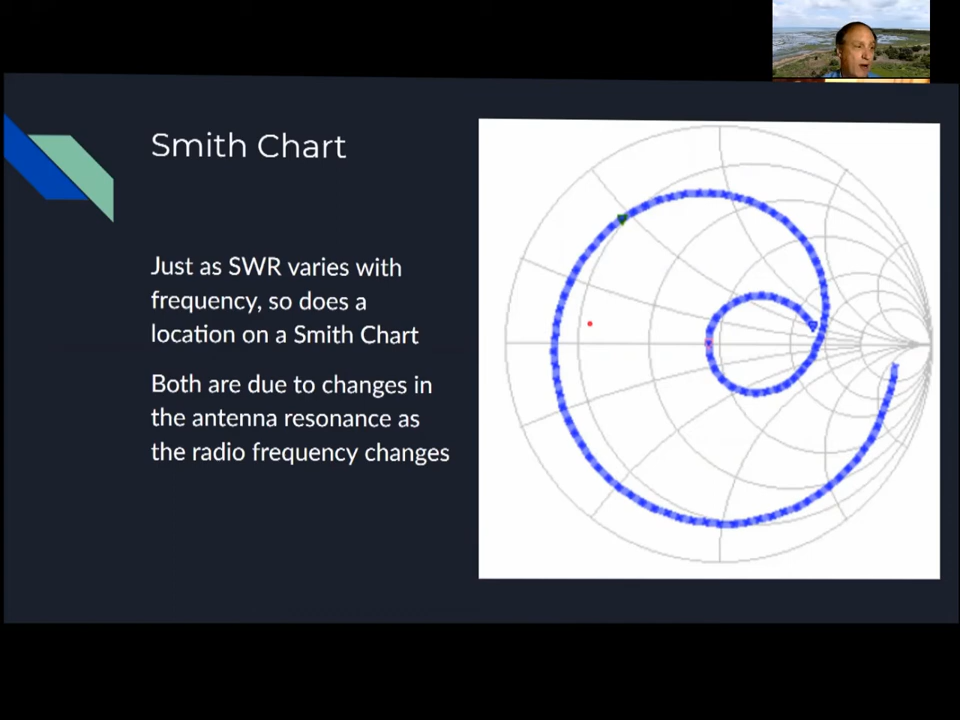 Smith Chart
Just as SWR varies with
frequency, so does a
location on a Smith Chart
Both are due to changes in
the antenna resonance as
the radio frequency changes